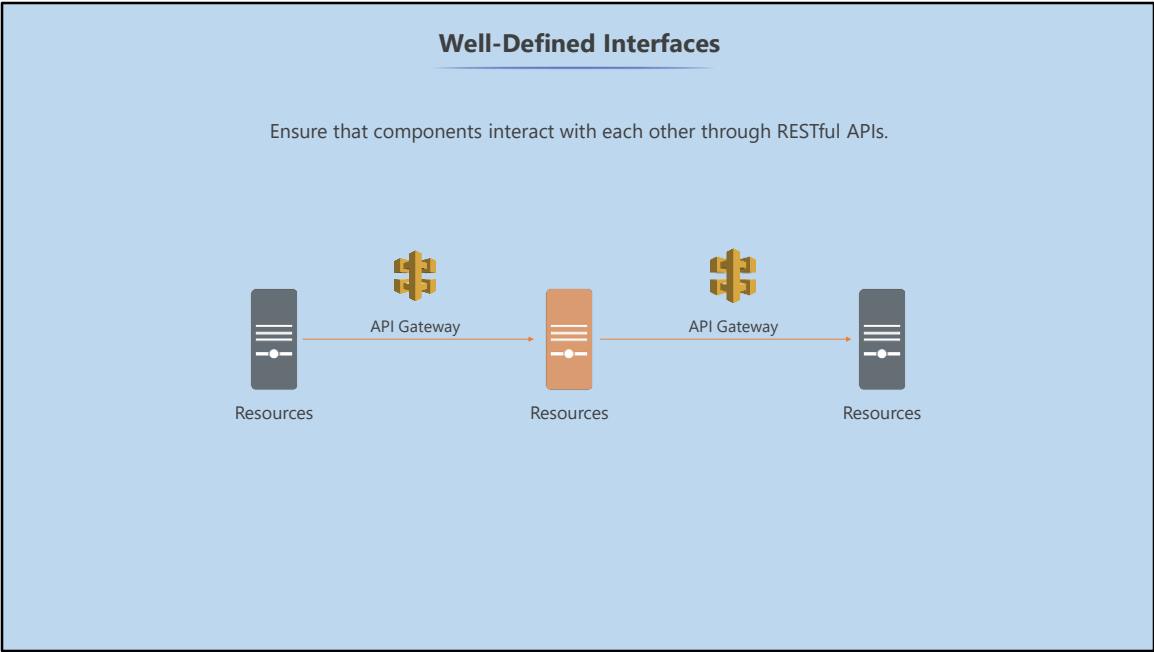 Well-Defined Interfaces
Ensure that components interact with each other through RESTful APIs.
API Gateway
API Gateway
Resources
Resources
Resources